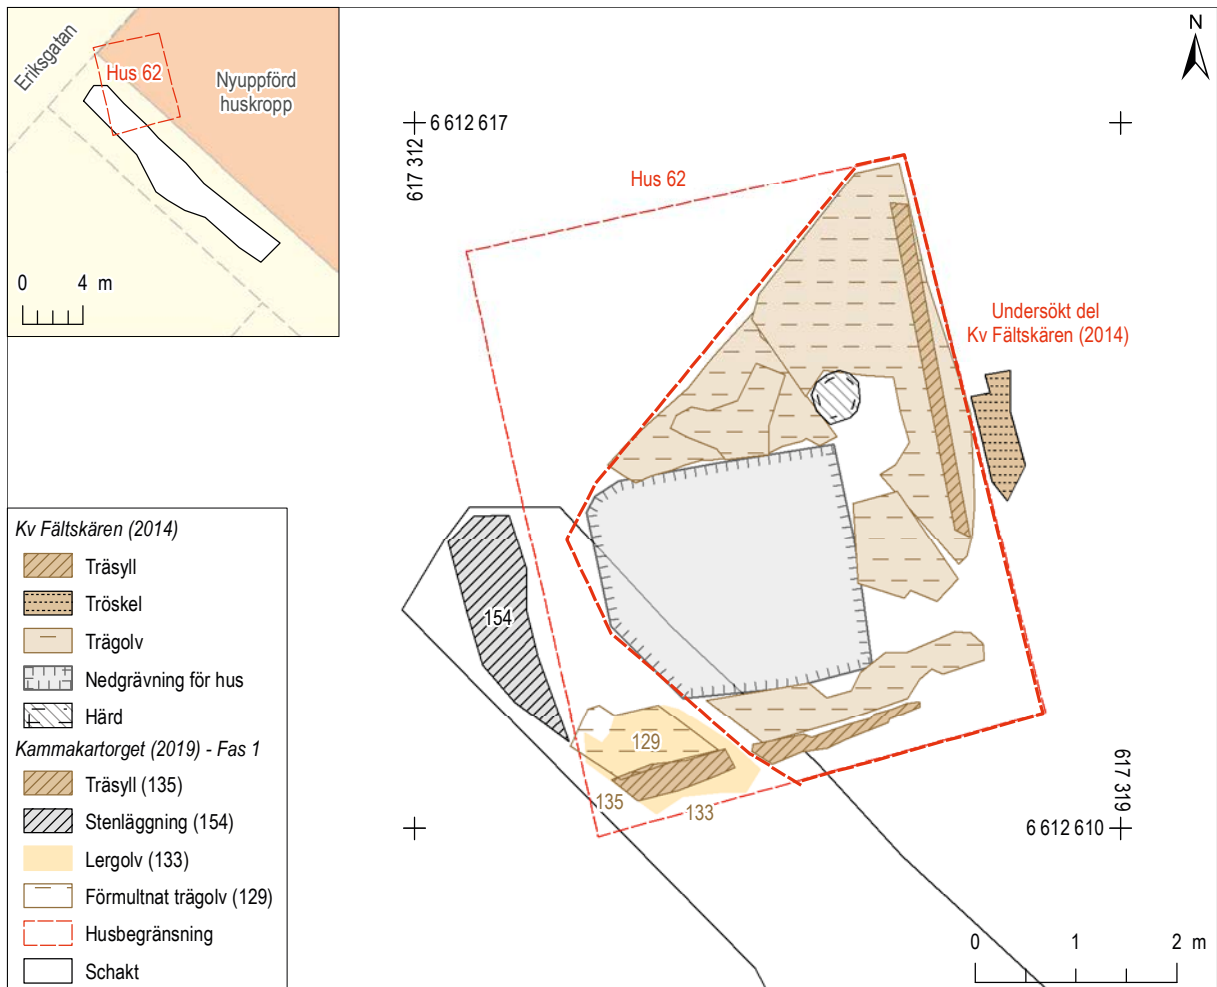 Eriksgatan
Hus 62
Nyuppförd
huskropp
0 4 m
N
6 612 617
617 312
Hus 62
Undersökt del
Kv Fältskären (2014)
154
129
135
133
617 319
6 612 610
0 1 2 m
Kv Fältskären (2014)
Träsyll
Tröskel
Trägolv
Nedgrävning för hus
Härd
Kammakartorget (2019) - Fas 1
Träsyll (135)
Stenläggning (154)
Lergolv (133)
Förmultnat trägolv (129)
Husbegränsning
Schakt